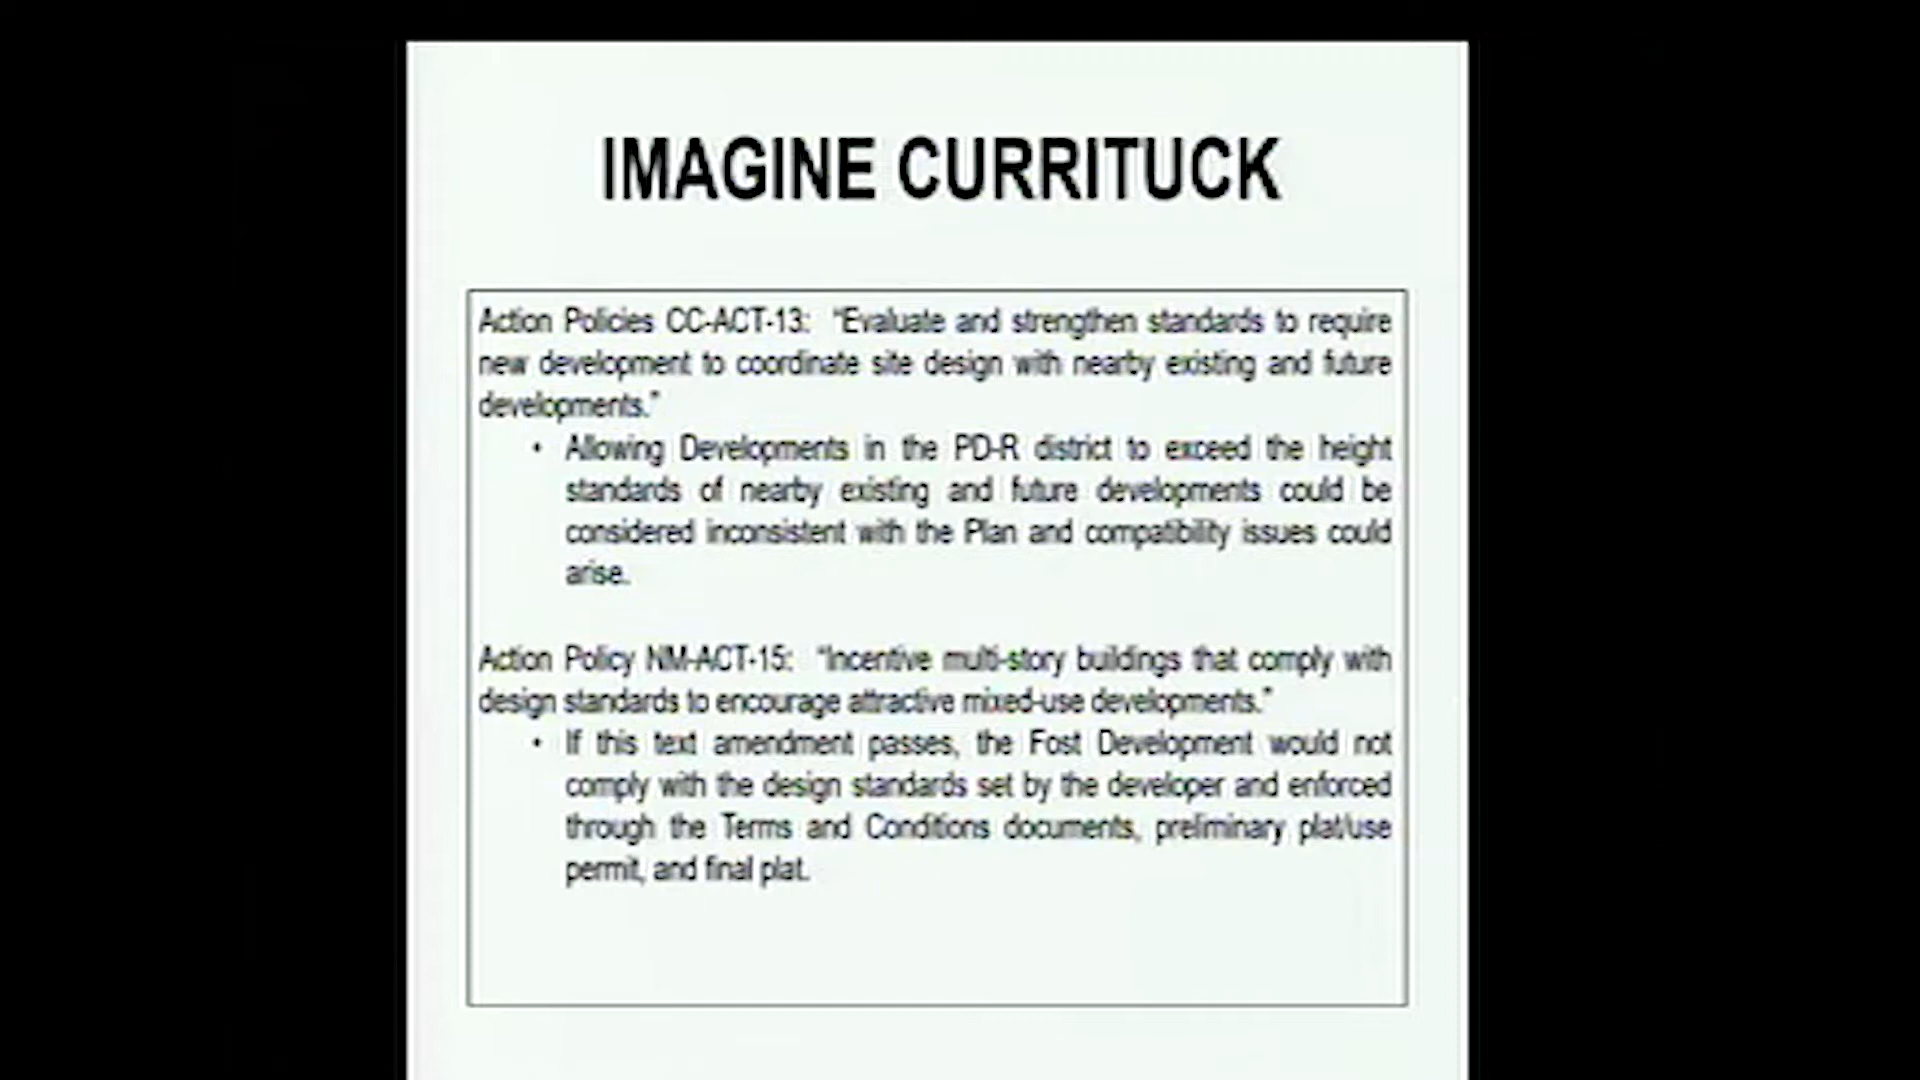 IMAGINE CURRITUCK
Action Policies CC-ACT-13: “Evaluate and strengthen standards to require
new development to coordinate site design with nearby existing and future
developments.”
• Allowing Developments in the PD-R district to exceed the height
standards of nearby existing and future developments could be
considered inconsistent with the Plan and compatibility issues could
arise.
Action Policy NM-ACT-15: “Incentive multi-story buildings that comply with
design standards to encourage attractive mixed-use developments.”
• If this text amendment passes, the Fost Development would not
comply with the design standards set by the developer and enforced
through the Terms and Conditions documents, preliminary plat/use
permit, and final plat.